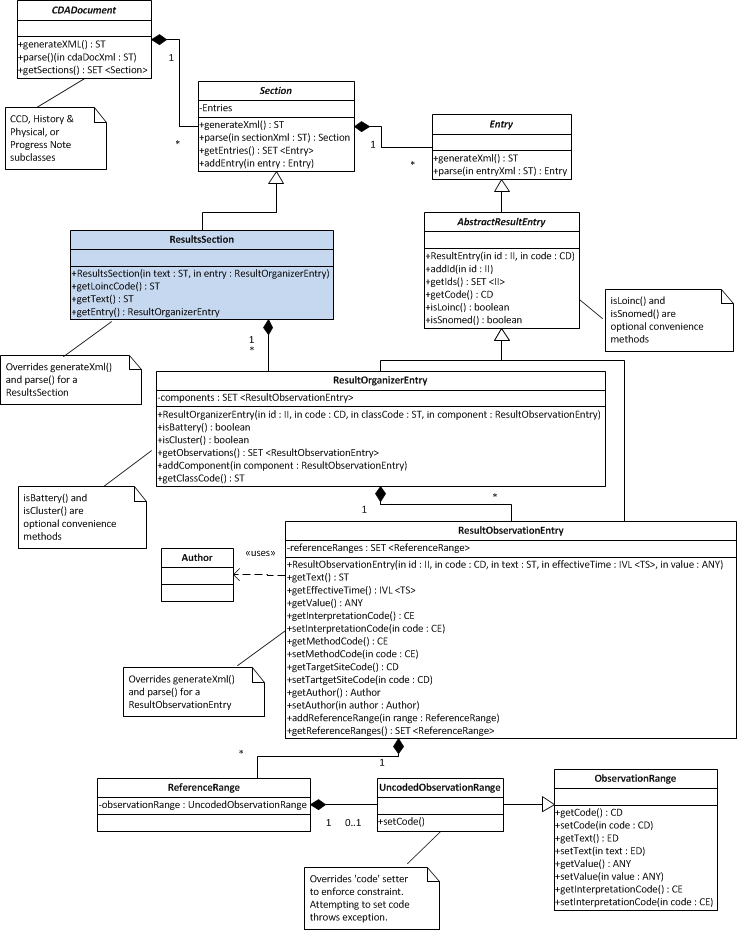 CDADocument
+generateXML() : ST
+parse()(in cdaDocXml : ST)
+getSections() : SET <Section>
1
*
CCD, History &
Physical, or
Progress Note
subclasses
Section
-Entries
+generateXml() : ST
+parse(in sectionXml : ST) : Section
+getEntries() : SET <Entry>
+addEntry(in entry : Entry)
1
*
Entry
+generateXml() : ST
+parse(in entryXml : ST) : Entry
AbstractResultEntry
+ResultEntry(in id : II, in code : CD)
+addId(in id : II)
+getIds() : SET <II>
+getCode() : CD
+isLoinc() : boolean
+isSnomed() : boolean
isLoinc() and
isSnomed() are
optional convenience
methods
ResultsSection
+ResultsSection(in text : ST, in entry : ResultOrganizerEntry)
+getLoincCode() : ST
+getText() : ST
+getEntry() : ResultOrganizerEntry
1
*
Overrides generateXml()
and parse() for a
ResultsSection
ResultOrganizerEntry
-components : SET <ResultObservationEntry>
+ResultOrganizerEntry(in id : II, in code : CD, in classCode : ST, in component : ResultObservationEntry)
+isBattery() : boolean
+isCluster() : boolean
+getObservations() : SET <ResultObservationEntry>
+addComponent(in component : ResultObservationEntry)
+getClassCode() : ST
1
*
isBattery() and
isCluster() are
optional convenience
methods
ResultObservationEntry
-referenceRanges : SET <ReferenceRange>
+ResultObservationEntry(in id : II, in code : CD, in text : ST, in effectiveTime : IVL <TS>, in value : ANY)
+getText() : ST
+getEffectiveTime() : IVL <TS>
+getValue() : ANY
+getInterpretationCode() : CE
+setInterpretationCode(in code : CE)
+getMethodCode() : CE
+setMethodCode(in code : CE)
+getTargetSiteCode() : CD
+setTartgetSiteCode(in code : CD)
+getAuthor() : Author
+setAuthor(in author : Author)
+addReferenceRange(in range : ReferenceRange)
+getReferenceRanges() : SET <ReferenceRange>
Author
«uses»
Overrides generateXml()
and parse() for a
ResultObservationEntry
*
1
ReferenceRange
-observationRange : UncodedObservationRange
1
0..1
UncodedObservationRange
+setCode()
Overrides 'code' setter
to enforce constraint.
Attempting to set code
throws exception.
ObservationRange
+getCode() : CD
+setCode(in code : CD)
+getText() : ED
+setText(in text : ED)
+getValue() : ANY
+setValue(in value : ANY)
+getInterpretationCode() : CE
+setInterpretationCode(in code : CE)